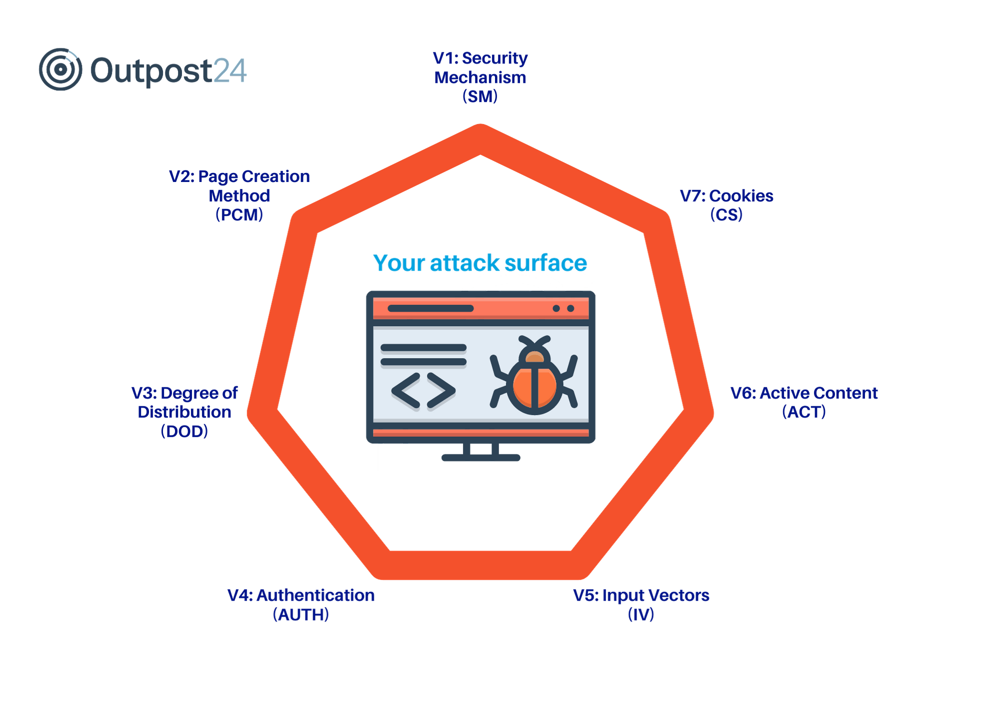 Outpost24
V1: Security
Mechanism
(SM)
V2: Page Creation
Method
(PCM)
V7: Cookies
(CS)
Your attack surface
V3: Degree of
Distribution
(DOD)
V6: Active Content
(ACT)
V4: Authentication
(AUTH)
V5: Input Vectors
(IV)